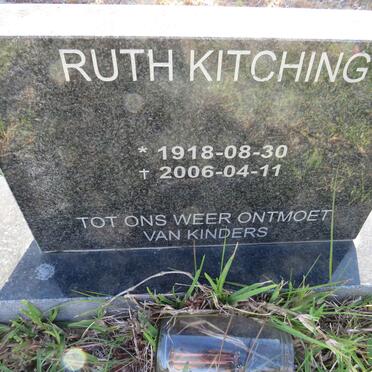 RUTH KITCHING
* 1918-08-30
† 2006-04-11
TOT ONS WEER ONTMOET
VAN KINDERS